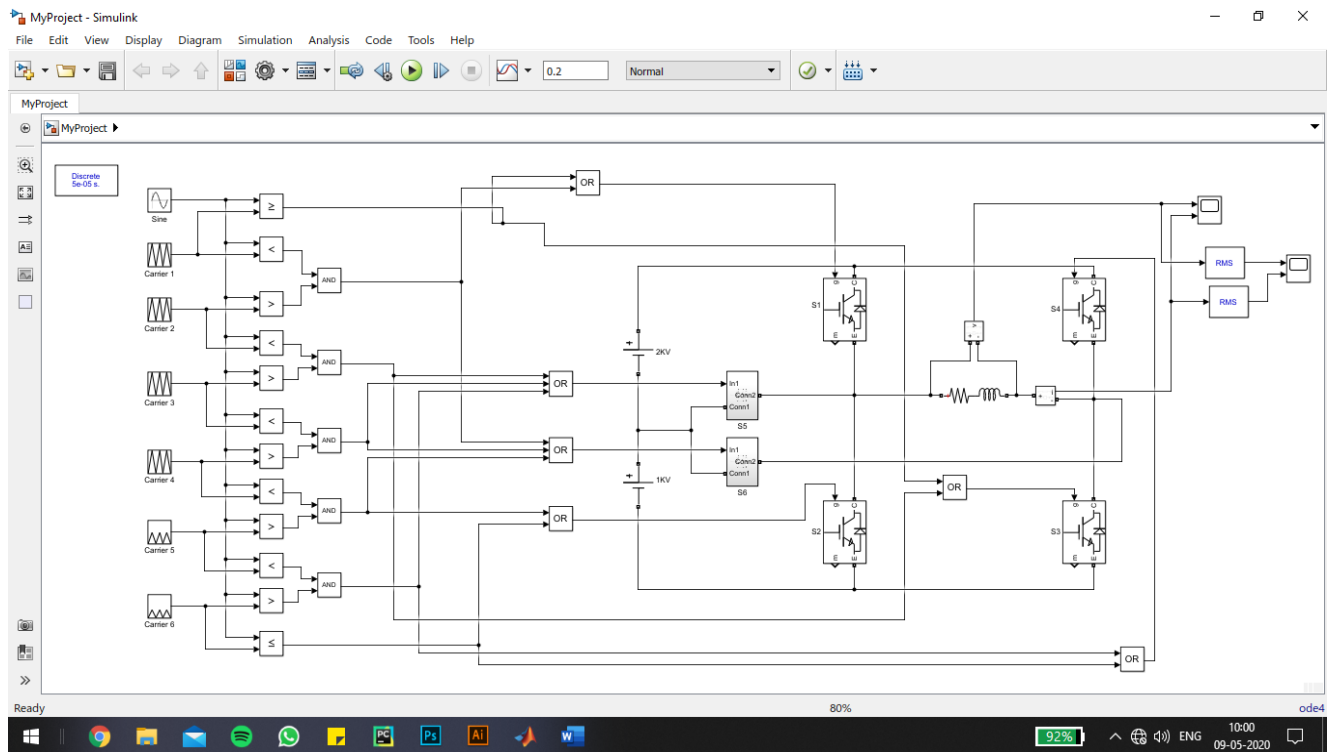 MyProject - Simulink
File Edit View Display Diagram Simulation Analysis Code Tools Help
0.2 Normal
MyProject
MyProject
Discrete
5e-05 s.
Sine
≥
OR
Carrier 1
<
AND
>
Carrier 2
<
AND
>
Carrier 3
<
AND
>
Carrier 4
<
AND
>
Carrier 5
<
AND
>
Carrier 6
≤
OR
OR
OR
2KV
1KV
In1
Conn2
Conn1
S5
In1
Conn2
Conn1
S6
g C
S1
E E
g C
S2
E E
v
+ -
+ i
-
g C
S4
E E
OR
g C
S3
E E
OR
RMS
RMS
Ready 80% ode4
PC Ps Ai W
92% ENG 10:00
09-05-2020